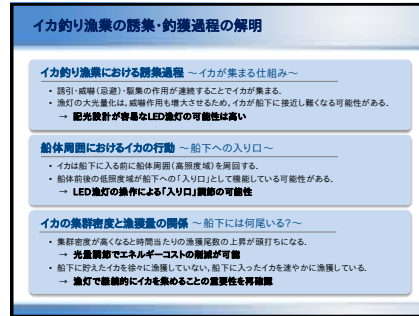 イカ釣り漁業の誘集・釣獲過程の解明
イカ釣り漁業における誘集過程 ～イカが集まる仕組み～
・ 誘引・威嚇（忌避）・駆集の作用が連続することでイカが集まる．
・ 漁灯の大光量化は，威嚇作用も増大させるため，イカが船下に接近し難くなる可能性がある．
→ 配光設計が容易なLED漁灯の可能性は高い
船体周囲におけるイカの行動 ～船下への入り口～
・ イカは船下に入る前に船体周囲（高照度域）を周回する．
・ 船体前後の低照度域が船下への「入り口」として機能している可能性がある．
→ LED漁灯の操作による「入り口」調節の可能性
イカの集群密度と漁獲量の関係 ～船下には何尾いる？～
・ 集群密度が高くなると時間当たりの漁獲尾数の上昇が頭打ちになる．
→ 光量調節でエネルギーコストの削減が可能
・ 船下に貯えたイカを徐々に漁獲していない，船下に入ったイカを速やかに漁獲している．
→ 漁灯で継続的にイカを集めることの重要性を再確認